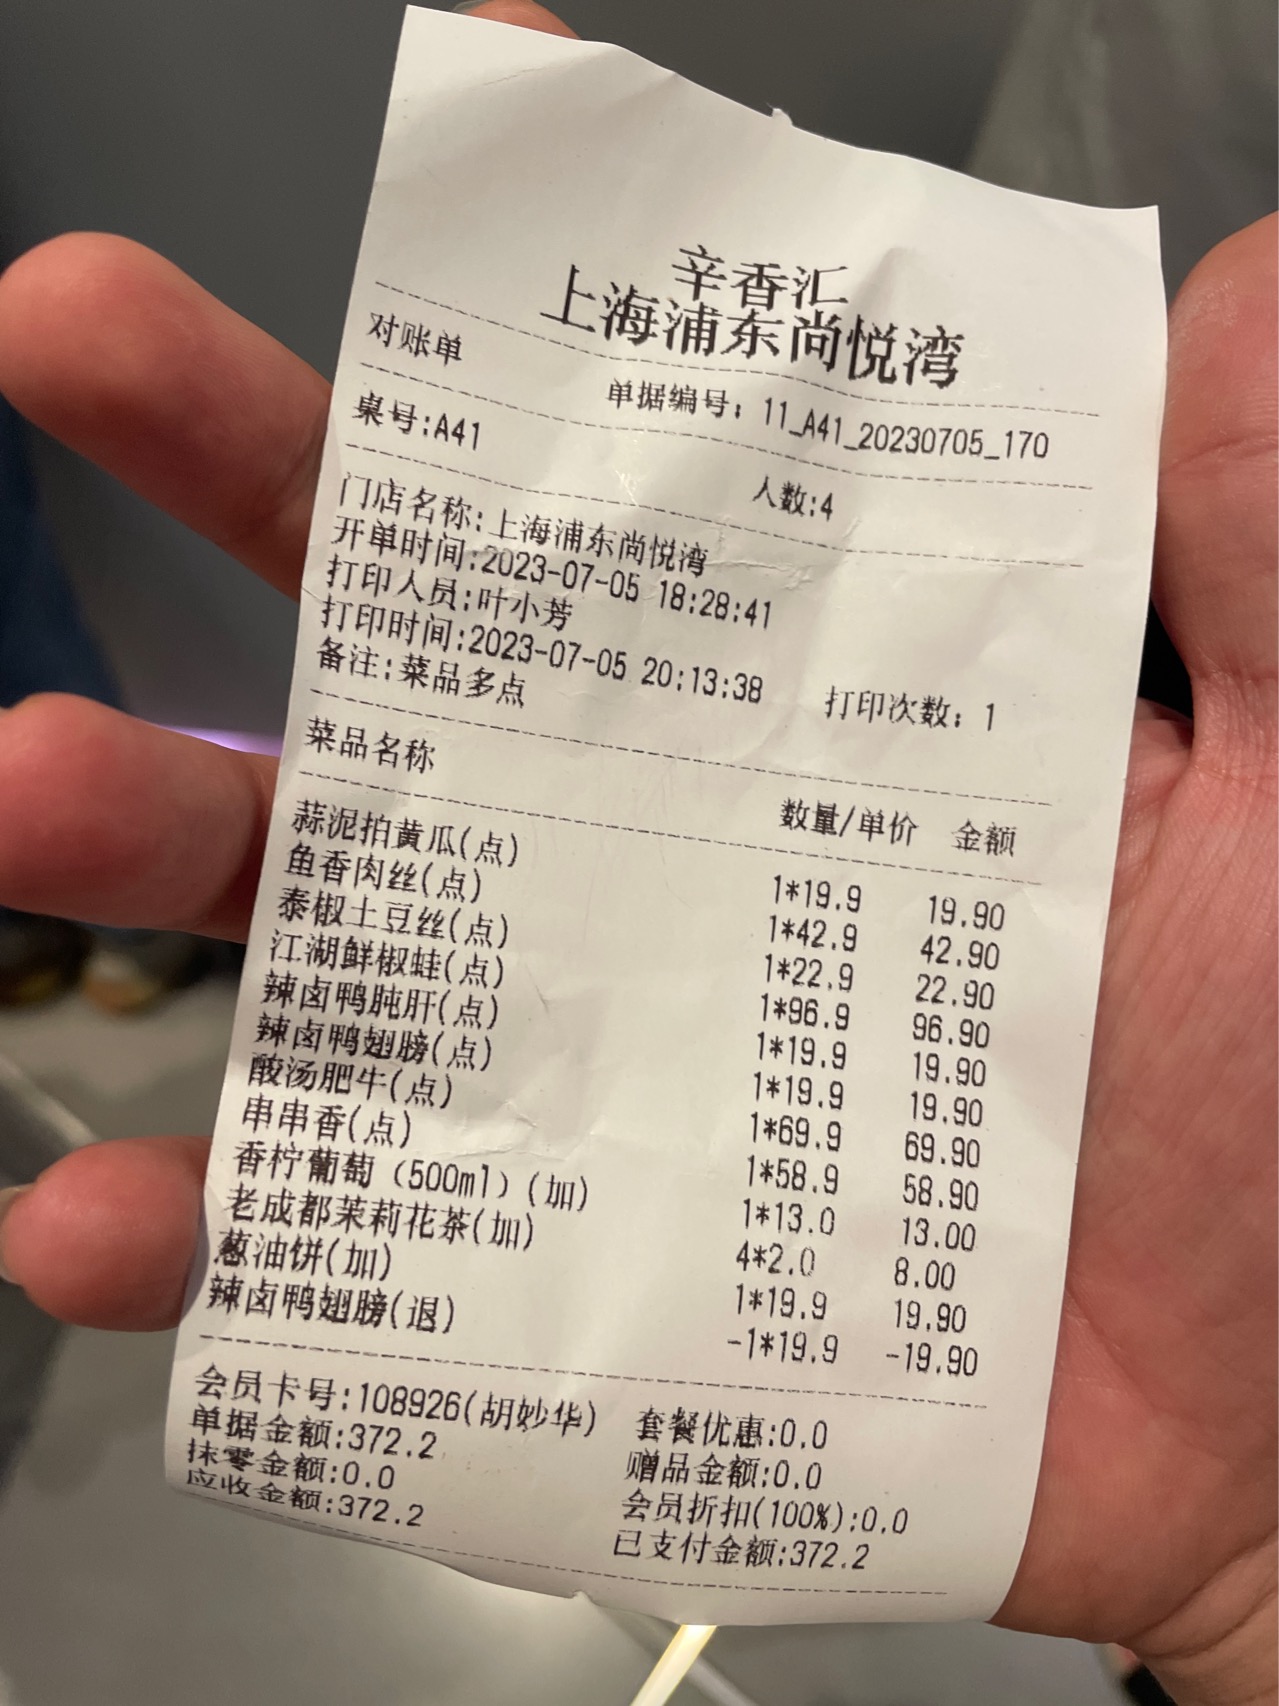 辛香汇
上海浦东尚悦湾
对账单 单据编号：11_A41_20230705_170
桌号:A41 人数:4
门店名称:上海浦东尚悦湾
开单时间:2023-07-05 18:28:41
打印人员:叶小芳
打印时间:2023-07-05 20:13:38 打印次数：1
备注:菜品多点
菜品名称 数量/单价 金额
蒜泥拍黄瓜(点) 1*19.9 19.90
鱼香肉丝(点) 1*42.9 42.90
泰椒土豆丝(点) 1*22.9 22.90
江湖鲜椒蛙(点) 1*96.9 96.90
辣卤鸭肫肝(点) 1*19.9 19.90
辣卤鸭翅膀(点) 1*19.9 19.90
酸汤肥牛(点) 1*69.9 69.90
串串香(点) 1*58.9 58.90
香柠葡萄（500ml）(加) 1*13.0 13.00
老成都茉莉花茶(加) 4*2.0 8.00
葱油饼(加) 1*19.9 19.90
辣卤鸭翅膀(退) -1*19.9 -19.90
会员卡号:108926(胡妙华) 套餐优惠:0.0
单据金额:372.2 赠品金额:0.0
抹零金额:0.0 会员折扣(100%):0.0
应收金额:372.2 已支付金额:372.2